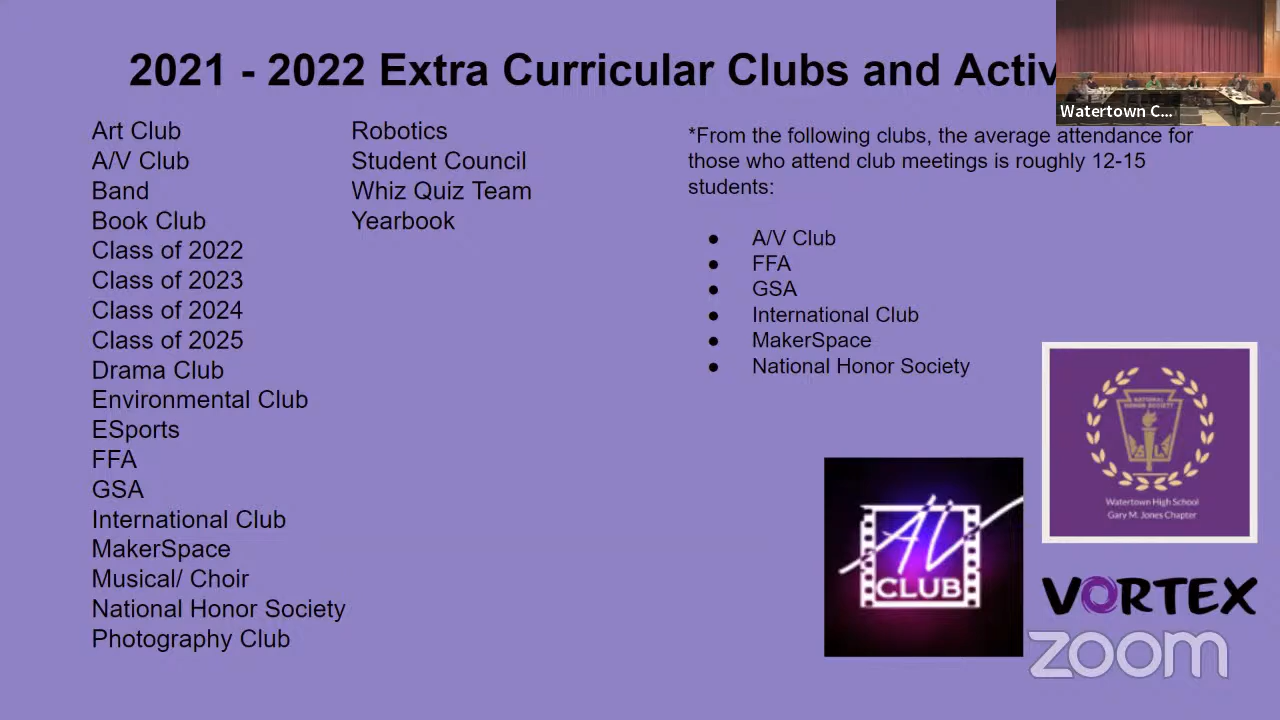 2021 - 2022 Extra Curricular Clubs and Activ
Watertown C...
Art Club
A/V Club
Band
Book Club
Class of 2022
Class of 2023
Class of 2024
Class of 2025
Drama Club
Environmental Club
ESports
FFA
GSA
International Club
MakerSpace
Musical/ Choir
National Honor Society
Photography Club
Robotics
Student Council
Whiz Quiz Team
Yearbook
*From the following clubs, the average attendance for
those who attend club meetings is roughly 12-15
students:
● A/V Club
● FFA
● GSA
● International Club
● MakerSpace
● National Honor Society
AV
CLUB
NATIONAL
HONOR SOCIETY
Watertown High School
Gary M. Jones Chapter
VORTEX
zoom